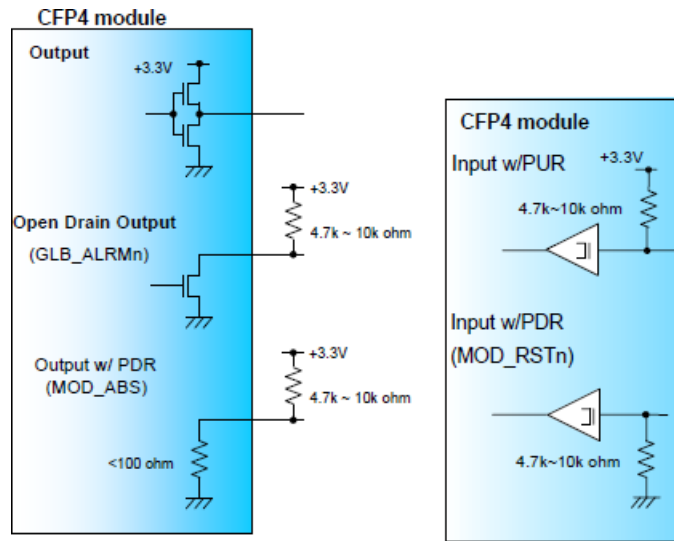 CFP4 module
Output
+3.3V
Open Drain Output
(GLB_ALRMn)
+3.3V
4.7k ~ 10k ohm
Output w/ PDR
(MOD_ABS)
+3.3V
4.7k ~ 10k ohm
<100 ohm
CFP4 module
Input w/PUR
+3.3V
4.7k~10k ohm
Input w/PDR
(MOD_RSTn)
4.7k~10k ohm